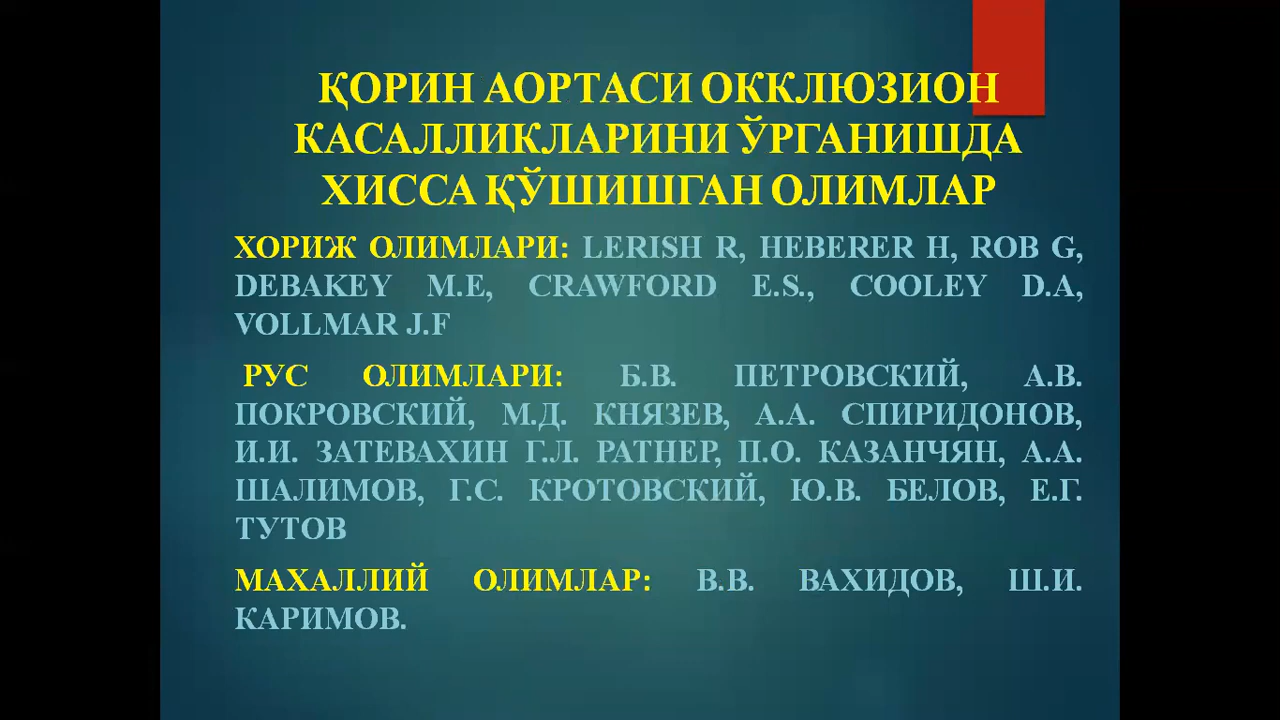 ҚОРИН АОРТАСИ ОККЛЮЗИОН
КАСАЛЛИКЛАРИНИ ЎРГАНИШДА
ХИССА ҚЎШИШГАН ОЛИМЛАР
ХОРИЖ ОЛИМЛАРИ: LERISH R, HEBERER H, ROB G,
DEBAKEY M.E, CRAWFORD E.S., COOLEY D.A,
VOLLMAR J.F
РУС ОЛИМЛАРИ: Б.В. ПЕТРОВСКИЙ, А.В.
ПОКРОВСКИЙ, М.Д. КНЯЗЕВ, А.А. СПИРИДОНОВ,
И.И. ЗАТЕВАХИН Г.Л. РАТНЕР, П.О. КАЗАНЧЯН, А.А.
ШАЛИМОВ, Г.С. КРОТОВСКИЙ, Ю.В. БЕЛОВ, Е.Г.
ТУТОВ
МАХАЛЛИЙ ОЛИМЛАР: В.В. ВАХИДОВ, Ш.И.
КАРИМОВ.